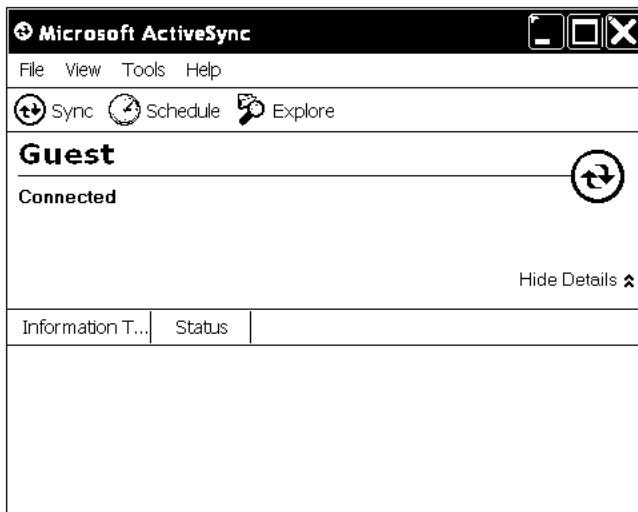 Microsoft ActiveSync
File View Tools Help
Sync Schedule Explore
Guest
Connected
Hide Details
Information T... Status